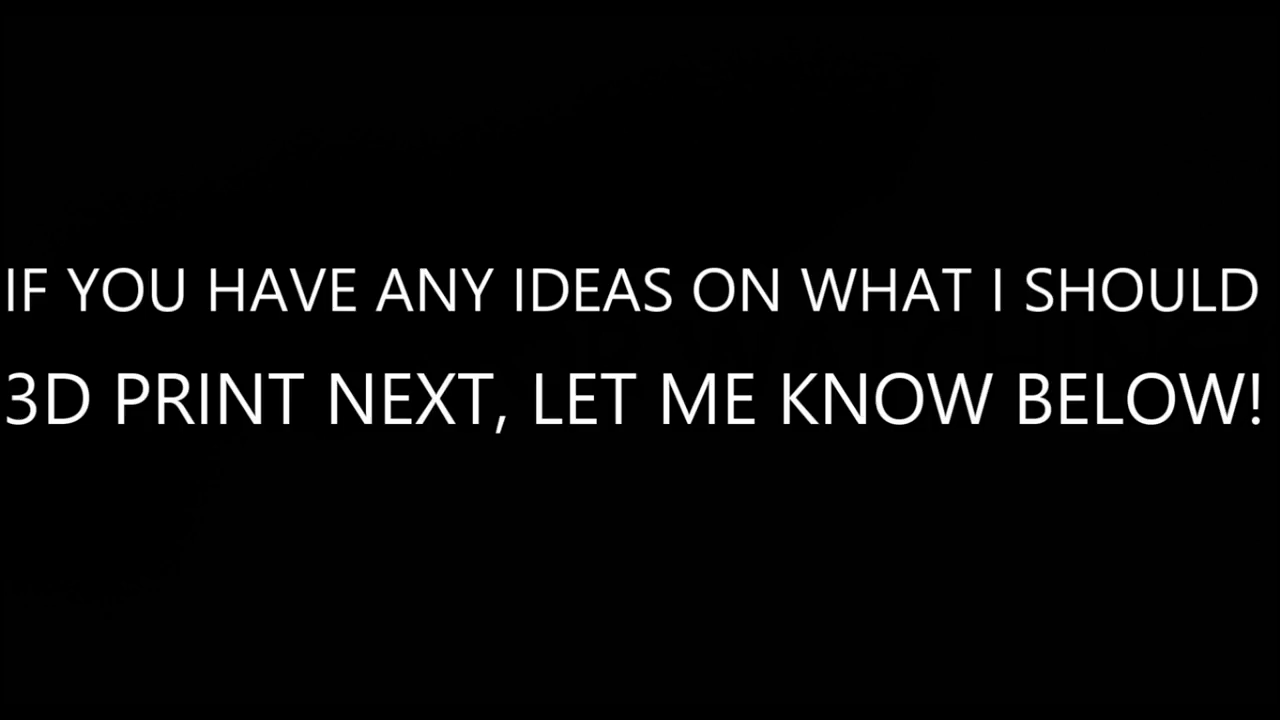 IF YOU HAVE ANY IDEAS ON WHAT I SHOULD
3D PRINT NEXT, LET ME KNOW BELOW!